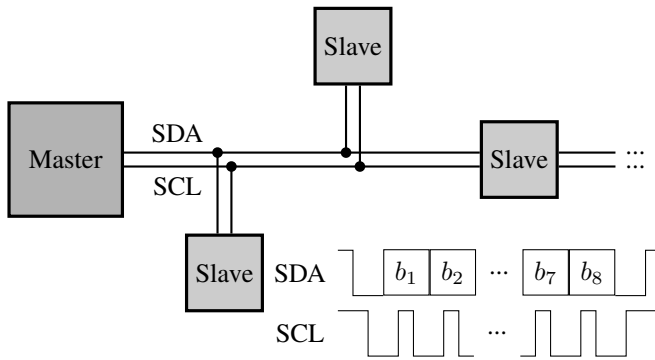 Slave
SDA
Master
Slave
...
...
SCL
Slave
SDA
b₁ b₂ ... b₇ b₈
SCL
...